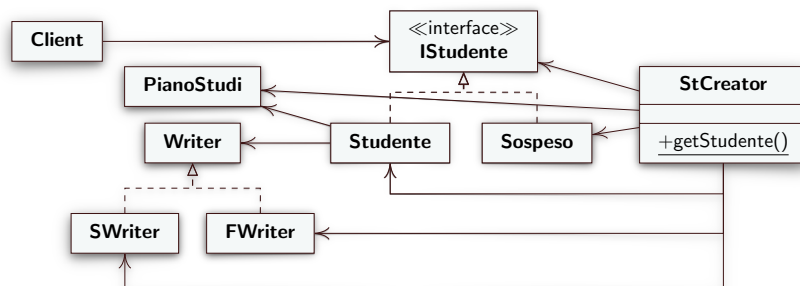 ≪interface≫
Client
IStudente
PianoStudi
StCreator
Writer
Studente
Sospeso
+getStudente()
SWriter
FWriter